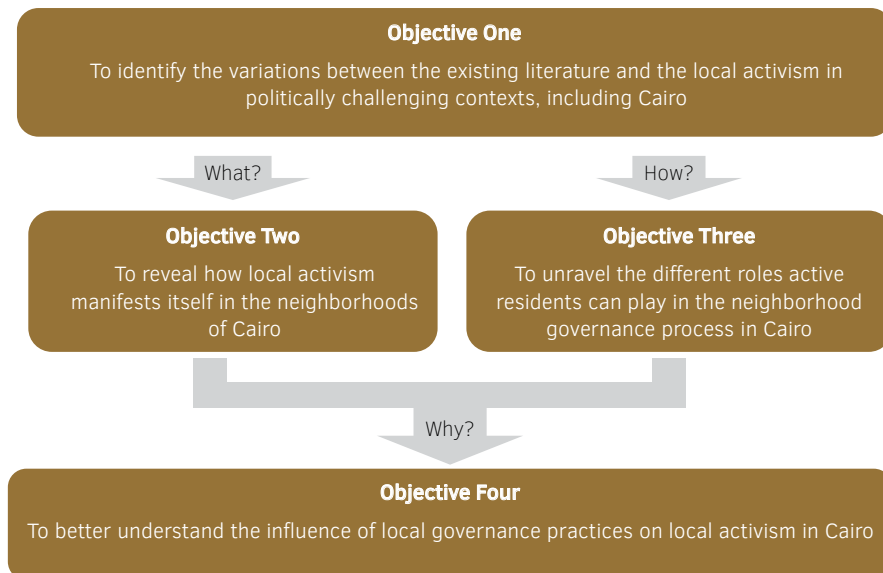 Objective One
To identify the variations between the existing literature and the local activism in
politically challenging contexts, including Cairo
What?
How?
Objective Two
To reveal how local activism
manifests itself in the neighborhoods
of Cairo
Objective Three
To unravel the different roles active
residents can play in the neighborhood
governance process in Cairo
Why?
Objective Four
To better understand the influence of local governance practices on local activism in Cairo